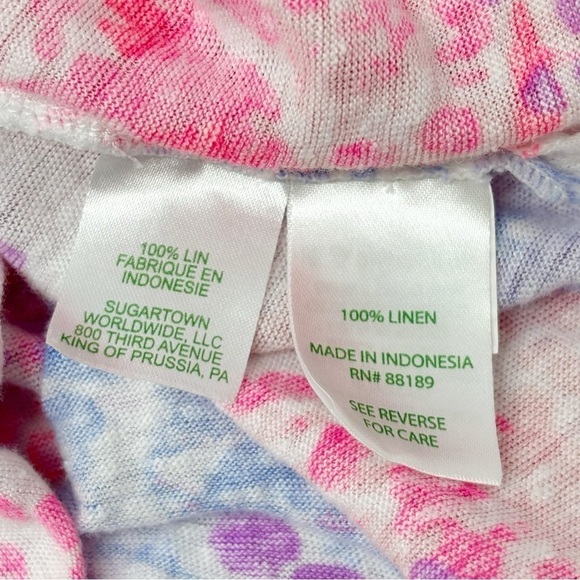 100% LIN
FABRIQUE EN
INDONESIE
SUGARTOWN
WORLDWIDE, LLC
800 THIRD AVENUE
KING OF PRUSSIA, PA
100% LINEN
MADE IN INDONESIA
RN# 88189
SEE REVERSE
FOR CARE